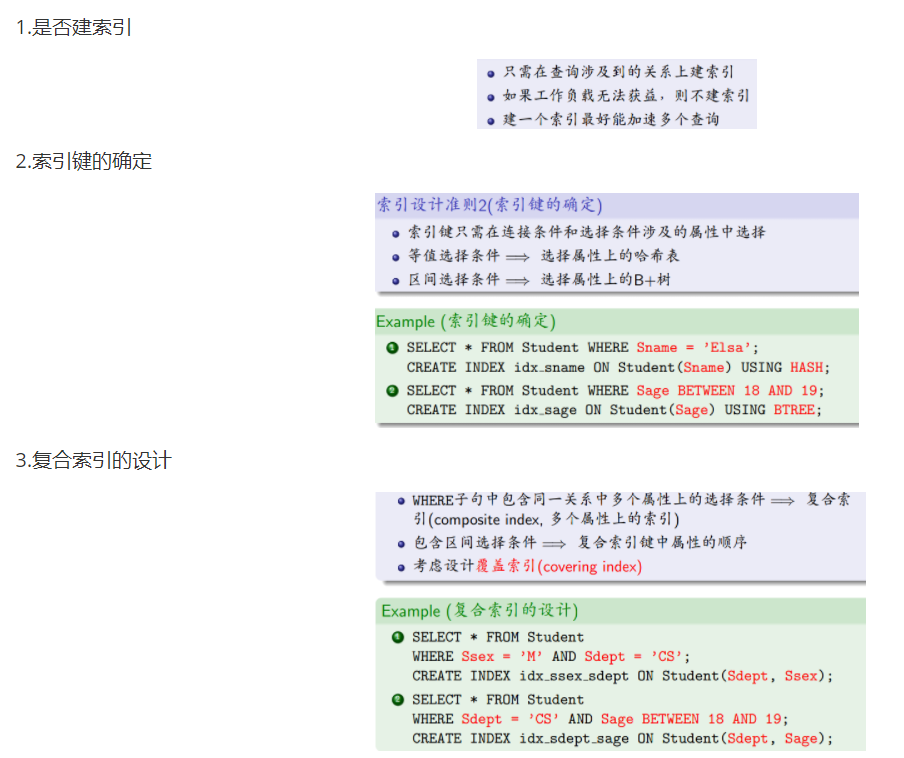 1.是否建索引
只需在查询涉及到的关系上建索引
如果工作负载无法获益，则不建索引
建一个索引最好能加速多个查询
2.索引键的确定
索引设计准则2(索引键的确定)
索引键只需在连接条件和选择条件涉及的属性中选择
等值选择条件 ⟹ 选择属性上的哈希表
区间选择条件 ⟹ 选择属性上的B+树
Example (索引键的确定)
1 SELECT * FROM Student WHERE Sname = 'Elsa';
CREATE INDEX idx_sname ON Student(Sname) USING HASH;
2 SELECT * FROM Student WHERE Sage BETWEEN 18 AND 19;
CREATE INDEX idx_sage ON Student(Sage) USING BTREE;
3.复合索引的设计
WHERE子句中包含同一关系中多个属性上的选择条件 ⟹ 复合索
引(composite index, 多个属性上的索引)
包含区间选择条件 ⟹ 复合索引键中属性的顺序
考虑设计覆盖索引(covering index)
Example (复合索引的设计)
1 SELECT * FROM Student
WHERE Ssex = 'M' AND Sdept = 'CS';
CREATE INDEX idx_ssex_sdept ON Student(Sdept, Ssex);
2 SELECT * FROM Student
WHERE Sdept = 'CS' AND Sage BETWEEN 18 AND 19;
CREATE INDEX idx_sdept_sage ON Student(Sdept, Sage);